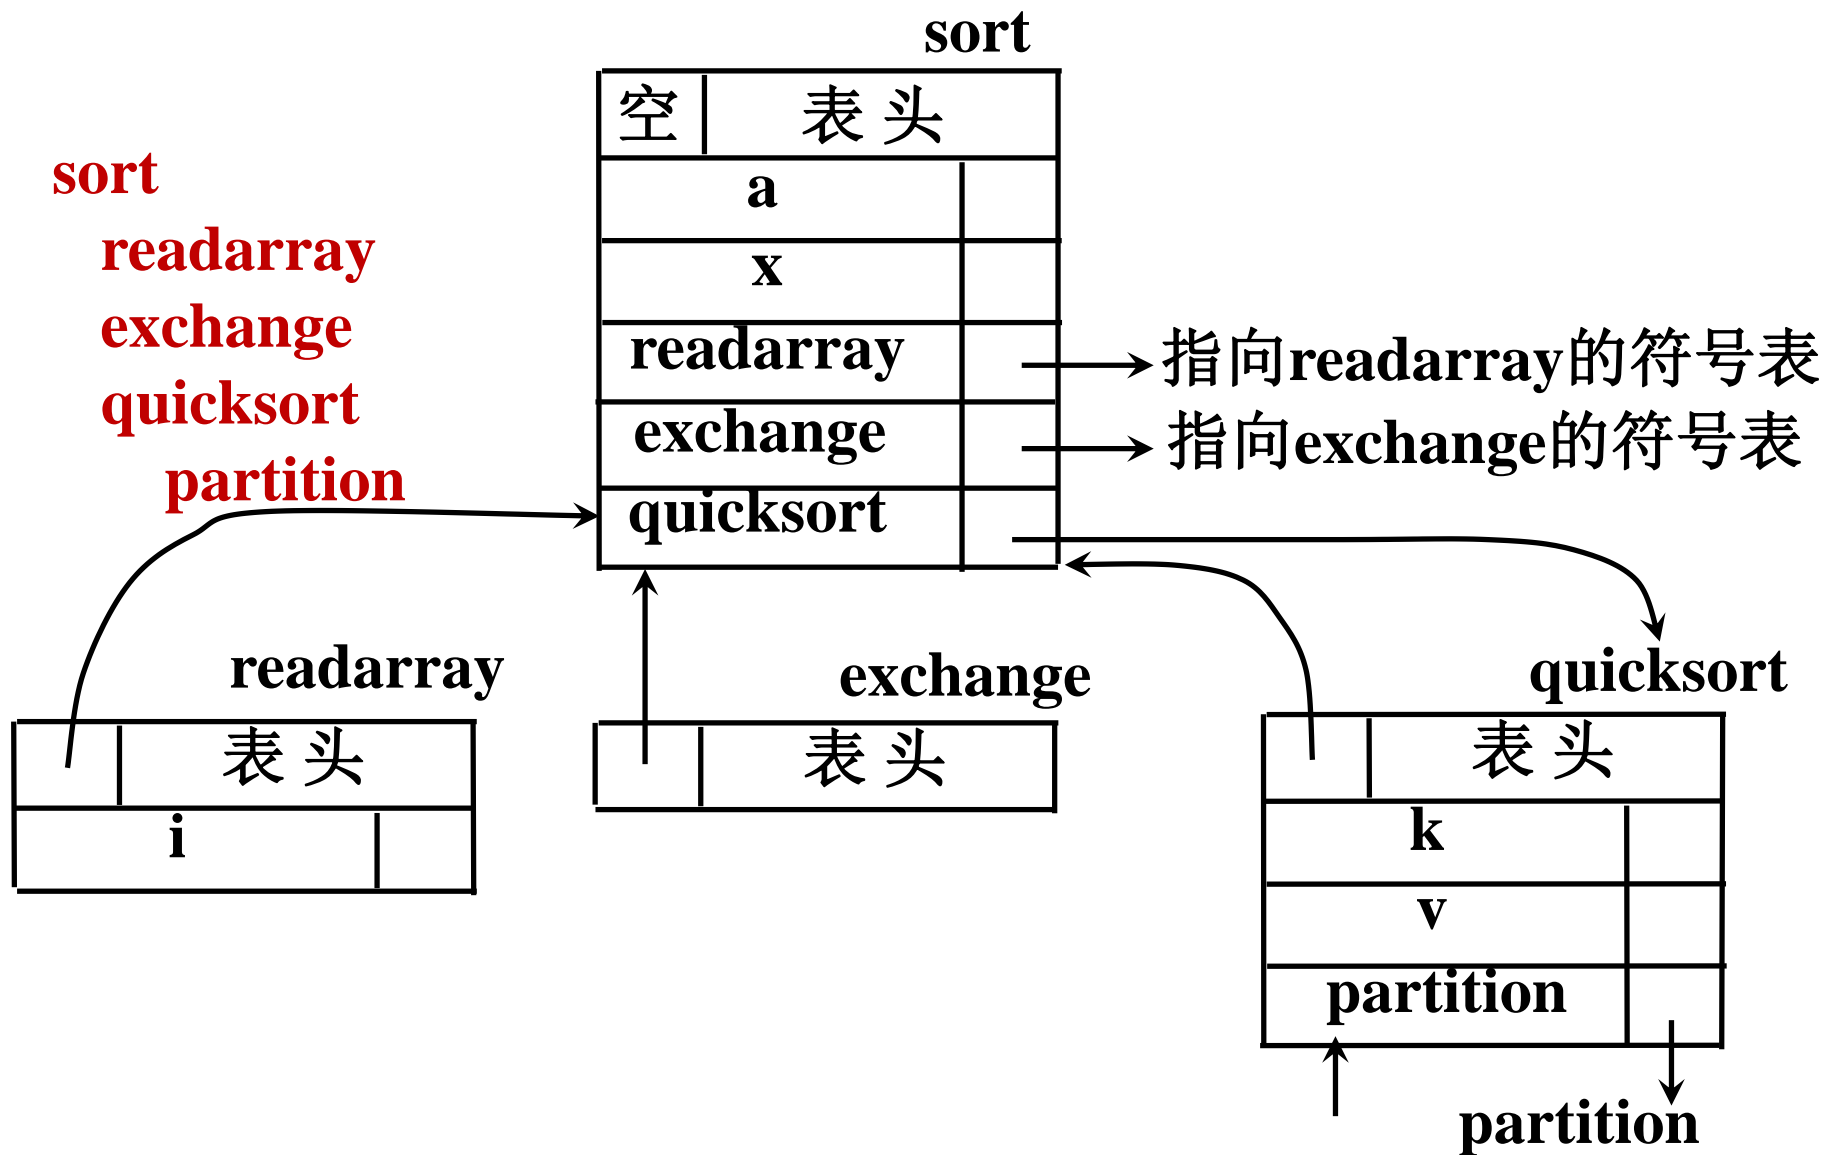 sort
空 表 头
a
x
readarray
exchange
quicksort
指向readarray的符号表
指向exchange的符号表
sort
readarray
exchange
quicksort
partition
readarray
表 头
i
exchange
表 头
quicksort
表 头
k
v
partition
partition